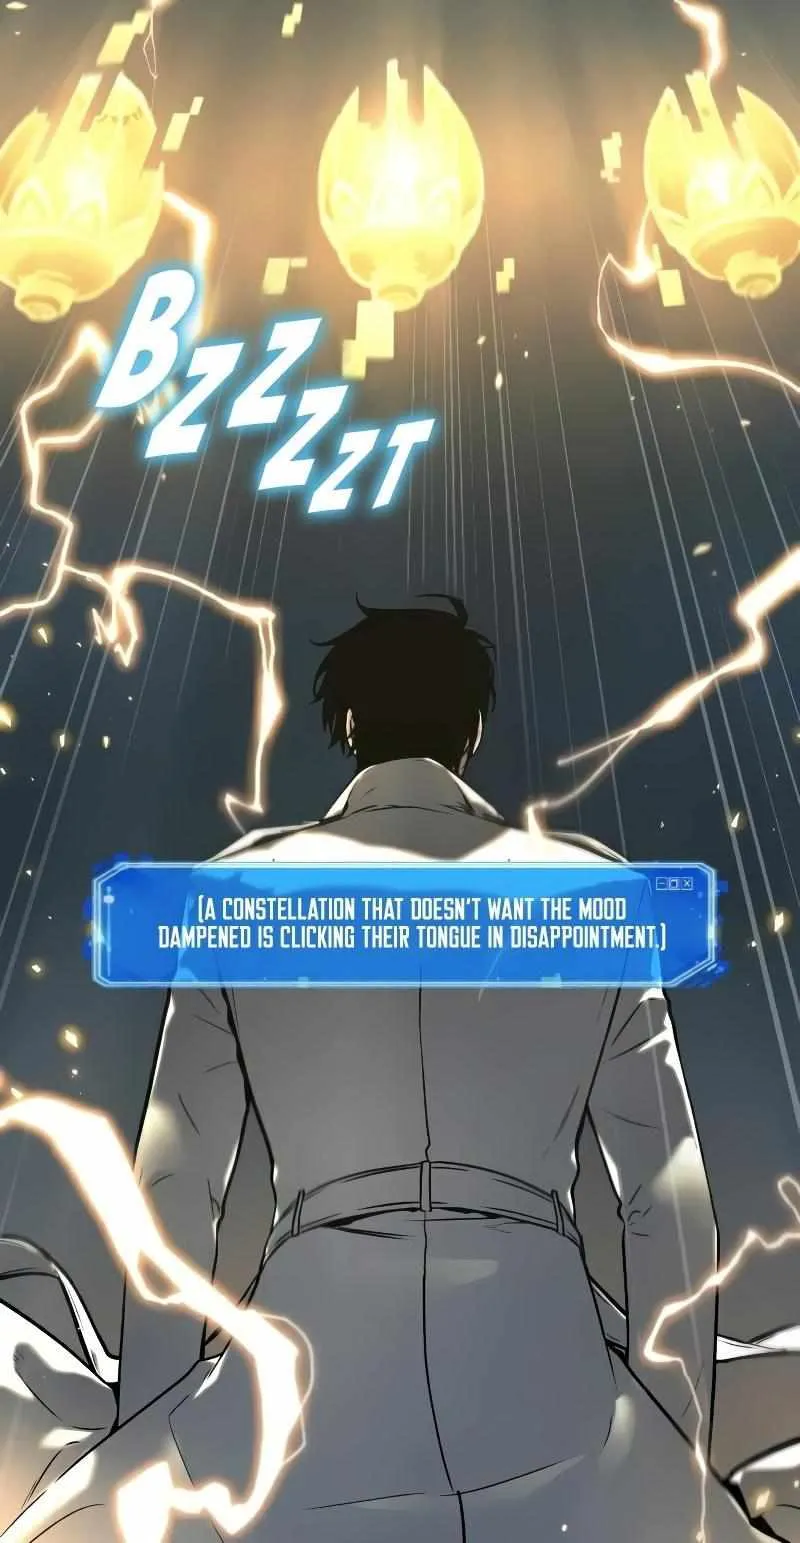 BZZZZT
(A CONSTELLATION THAT DOESN'T WANT THE MOOD
DAMPENED IS CLICKING THEIR TONGUE IN DISAPPOINTMENT.)